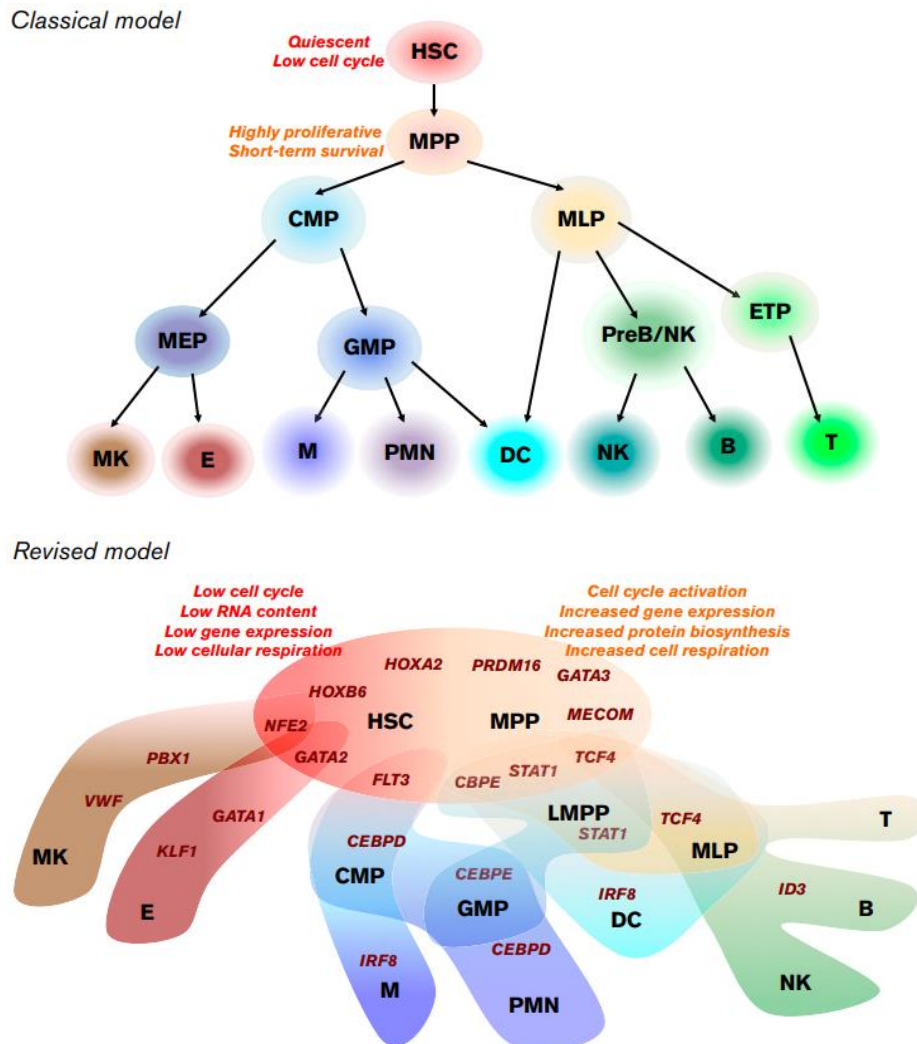 Classical model
Quiescent
Low cell cycle
HSC
Highly proliferative
Short-term survival
MPP
CMP
MLP
MEP
GMP
PreB/NK
ETP
MK
E
M
PMN
DC
NK
B
T
Revised model
Low cell cycle
Low RNA content
Low gene expression
Low cellular respiration
Cell cycle activation
Increased gene expression
Increased protein biosynthesis
Increased cell respiration
HOXA2
PRDM16
GATA3
HOXB6
HSC
MPP
MECOM
NFE2
GATA2
PBX1
FLT3
CBPE
STAT1
TCF4
VWF
GATA1
LMPP
STAT1
TCF4
T
MK
KLF1
CEBPD
MLP
CMP
CEBPE
IRF8
ID3
E
GMP
DC
B
IRF8
CEBPD
M
PMN
NK